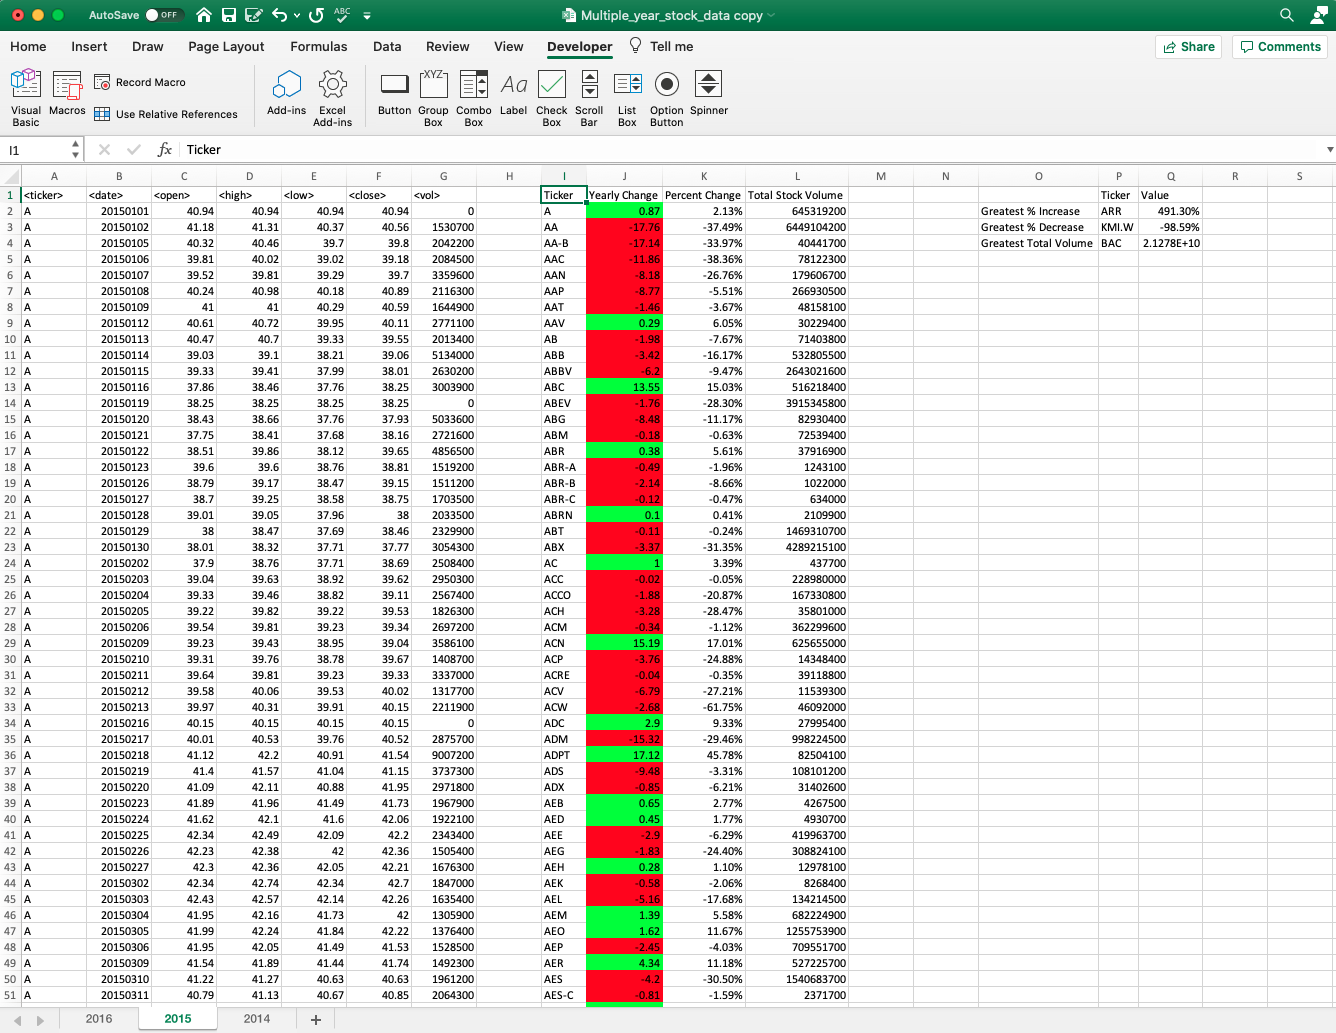 AutoSave OFF ABC Multiple_year_stock_data copy
Home Insert Draw Page Layout Formulas Data Review View Developer Tell me Share Comments
Visual Basic Macros Record Macro Use Relative References Add-ins Excel Add-ins Button XYZ Group Box Combo Box Aa Label Check Box Scroll Bar List Box Option Button Spinner
I1 fx Ticker
A B C D E F G H I J K L M N O P Q R S
1 <ticker> <date> <open> <high> <low> <close> <vol> Ticker Yearly Change Percent Change Total Stock Volume Ticker Value
2 A 20150101 40.94 40.94 40.94 40.94 0 A 0.87 2.13% 645319200 Greatest % Increase ARR 491.30%
3 A 20150102 41.18 41.31 40.37 40.56 1530700 AA -17.76 -37.49% 6449104200 Greatest % Decrease KMI.W -98.59%
4 A 20150105 40.32 40.46 39.7 39.8 2042200 AA-B -17.14 -33.97% 40441700 Greatest Total Volume BAC 2.1278E+10
5 A 20150106 39.81 40.02 39.02 39.18 2084500 AAC -11.86 -38.36% 78122300
6 A 20150107 39.52 39.81 39.29 39.7 3359600 AAN -8.18 -26.76% 179606700
7 A 20150108 40.24 40.98 40.18 40.89 2116300 AAP -8.77 -5.51% 266930500
8 A 20150109 41 41 40.29 40.59 1644900 AAT -1.46 -3.67% 48158100
9 A 20150112 40.61 40.72 39.95 40.11 2771100 AAV 0.29 6.05% 30229400
10 A 20150113 40.47 40.7 39.33 39.55 2013400 AB -1.98 -7.67% 71403800
11 A 20150114 39.03 39.1 38.21 39.06 5134000 ABB -3.42 -16.17% 532805500
12 A 20150115 39.33 39.41 37.99 38.01 2630200 ABBV -6.2 -9.47% 2643021600
13 A 20150116 37.86 38.46 37.76 38.25 3003900 ABC 13.55 15.03% 516218400
14 A 20150119 38.25 38.25 38.25 38.25 0 ABEV -1.76 -28.30% 3915345800
15 A 20150120 38.43 38.66 37.76 37.93 5033600 ABG -8.48 -11.17% 82930400
16 A 20150121 37.75 38.41 37.68 38.16 2721600 ABM -0.18 -0.63% 72539400
17 A 20150122 38.51 39.86 38.12 39.65 4856500 ABR 0.38 5.61% 37916900
18 A 20150123 39.6 39.6 38.76 38.81 1519200 ABR-A -0.49 -1.96% 1243100
19 A 20150126 38.79 39.17 38.47 39.15 1511200 ABR-B -2.14 -8.66% 1022000
20 A 20150127 38.7 39.25 38.58 38.75 1703500 ABR-C -0.12 -0.47% 634000
21 A 20150128 39.01 39.05 37.96 38 2033500 ABRN 0.1 0.41% 2109900
22 A 20150129 38 38.47 37.69 38.46 2329900 ABT -0.11 -0.24% 1469310700
23 A 20150130 38.01 38.32 37.71 37.77 3054300 ABX -3.37 -31.35% 4289215100
24 A 20150202 37.9 38.76 37.71 38.69 2508400 AC 1 3.39% 437700
25 A 20150203 39.04 39.63 38.92 39.62 2950300 ACC -0.02 -0.05% 228980000
26 A 20150204 39.33 39.46 38.82 39.11 2567400 ACCO -1.88 -20.87% 167330800
27 A 20150205 39.22 39.82 39.22 39.53 1826300 ACH -3.28 -28.47% 35801000
28 A 20150206 39.54 39.81 39.23 39.34 2697200 ACM -0.34 -1.12% 362299600
29 A 20150209 39.23 39.43 38.95 39.04 3586100 ACN 15.19 17.01% 625655000
30 A 20150210 39.31 39.76 38.78 39.67 1408700 ACP -3.76 -24.88% 14348400
31 A 20150211 39.64 39.81 39.23 39.33 3337000 ACRE -0.04 -0.35% 39118800
32 A 20150212 39.58 40.06 39.53 40.02 1317700 ACV -6.79 -27.21% 11539300
33 A 20150213 39.97 40.31 39.91 40.15 2211900 ACW -2.68 -61.75% 46092000
34 A 20150216 40.15 40.15 40.15 40.15 0 ADC 2.9 9.33% 27995400
35 A 20150217 40.01 40.53 39.76 40.52 2875700 ADM -15.32 -29.46% 998224500
36 A 20150218 41.12 42.2 40.91 41.54 9007200 ADPT 17.12 45.78% 82504100
37 A 20150219 41.4 41.57 41.04 41.15 3737300 ADS -9.48 -3.31% 108101200
38 A 20150220 41.09 42.11 40.88 41.95 2971800 ADX -0.85 -6.21% 31402600
39 A 20150223 41.89 41.96 41.49 41.73 1967900 AEB 0.65 2.77% 4267500
40 A 20150224 41.62 42.1 41.6 42.06 1922100 AED 0.45 1.77% 4930700
41 A 20150225 42.34 42.49 42.09 42.2 2343400 AEE -2.9 -6.29% 419963700
42 A 20150226 42.23 42.38 42 42.36 1505400 AEG -1.83 -24.40% 308824100
43 A 20150227 42.3 42.36 42.05 42.21 1676300 AEH 0.28 1.10% 12978100
44 A 20150302 42.34 42.74 42.34 42.7 1847000 AEK -0.58 -2.06% 8268400
45 A 20150303 42.43 42.57 42.14 42.26 1635400 AEL -5.16 -17.68% 134214500
46 A 20150304 41.95 42.16 41.73 42 1305900 AEM 1.39 5.58% 682224900
47 A 20150305 41.99 42.24 41.84 42.22 1376400 AEO 1.62 11.67% 1255753900
48 A 20150306 41.95 42.05 41.49 41.53 1528500 AEP -2.45 -4.03% 709551700
49 A 20150309 41.54 41.89 41.44 41.74 1492300 AER 4.34 11.18% 527225700
50 A 20150310 41.22 41.27 40.63 40.63 1961200 AES -4.2 -30.50% 1540683700
51 A 20150311 40.79 41.13 40.67 40.85 2064300 AES-C -0.81 -1.59% 2371700
2016 2015 2014 +